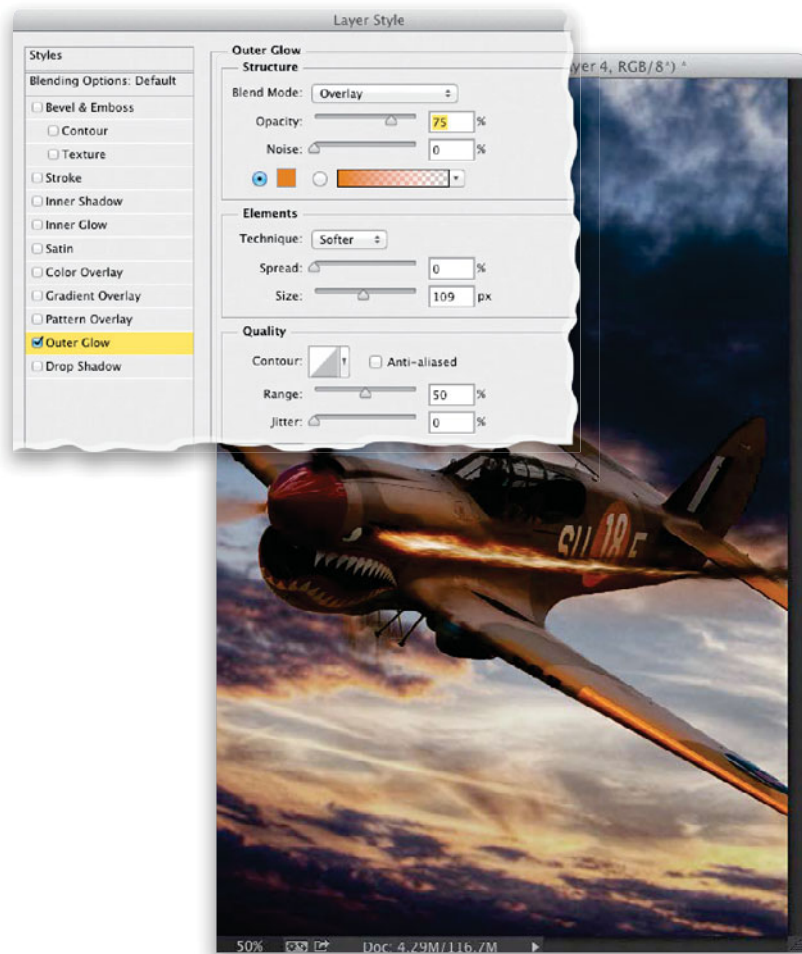 Layer Style
Styles
Blending Options: Default
Bevel & Emboss
Contour
Texture
Stroke
Inner Shadow
Inner Glow
Satin
Color Overlay
Gradient Overlay
Pattern Overlay
Outer Glow
Drop Shadow
Outer Glow
Structure
Blend Mode: Overlay
Opacity: 75 %
Noise: 0 %
Elements
Technique: Softer
Spread: 0 %
Size: 109 px
Quality
Contour: Anti-aliased
Range: 50 %
Jitter: 0 %
yer 4, RGB/8*) *
18
50% Doc: 4.29M/116.7M